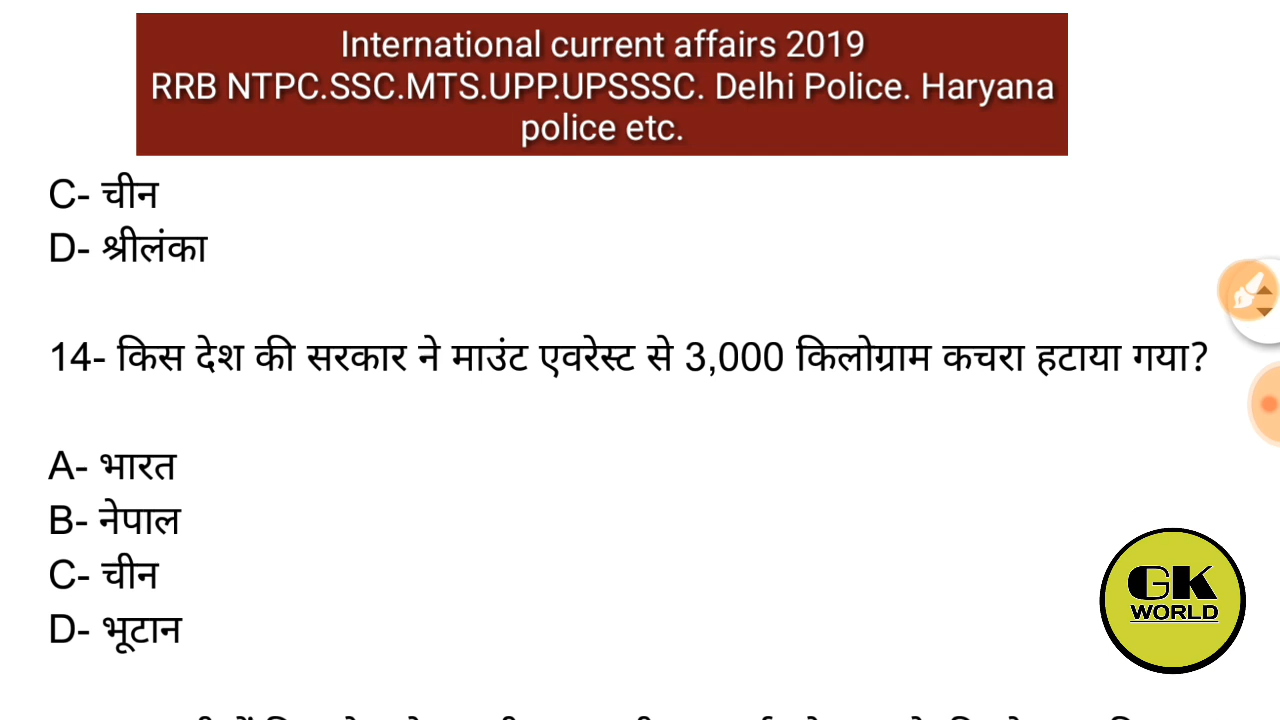 International current affairs 2019
RRB NTPC.SSC.MTS.UPP.UPSSSC. Delhi Police. Haryana
police etc.
C- चीन
D- श्रीलंका
14- किस देश की सरकार ने माउंट एवरेस्ट से 3,000 किलोग्राम कचरा हटाया गया?
A- भारत
B- नेपाल
C- चीन
D- भूटान
GK
WORLD